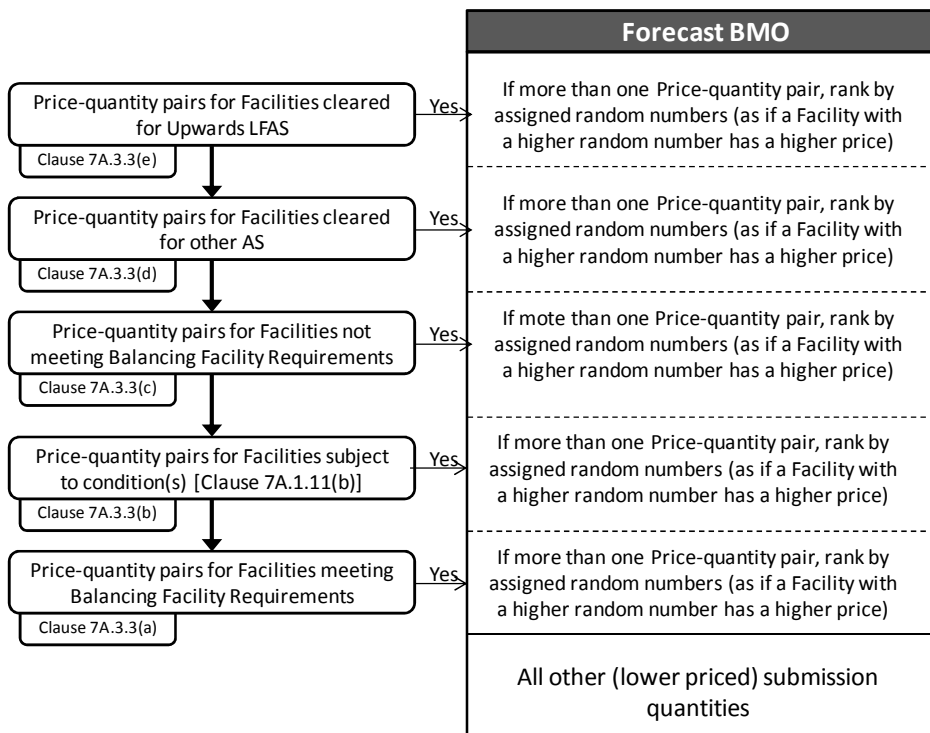 Forecast BMO
Price-quantity pairs for Facilities cleared
for Upwards LFAS
Clause 7A.3.3(e)
Yes
If more than one Price-quantity pair, rank by
assigned random numbers (as if a Facility with
a higher random number has a higher price)
Price-quantity pairs for Facilities cleared
for other AS
Clause 7A.3.3(d)
Yes
If more than one Price-quantity pair, rank by
assigned random numbers (as if a Facility with
a higher random number has a higher price)
Price-quantity pairs for Facilities not
meeting Balancing Facility Requirements
Clause 7A.3.3(c)
Yes
If mote than one Price-quantity pair, rank by
assigned random numbers (as if a Facility with
a higher random number has a higher price)
Price-quantity pairs for Facilities subject
to condition(s) [Clause 7A.1.11(b)]
Clause 7A.3.3(b)
Yes
If more than one Price-quantity pair, rank by
assigned random numbers (as if a Facility with
a higher random number has a higher price)
Price-quantity pairs for Facilities meeting
Balancing Facility Requirements
Clause 7A.3.3(a)
Yes
If more than one Price-quantity pair, rank by
assigned random numbers (as if a Facility with
a higher random number has a higher price)
All other (lower priced) submission
quantities